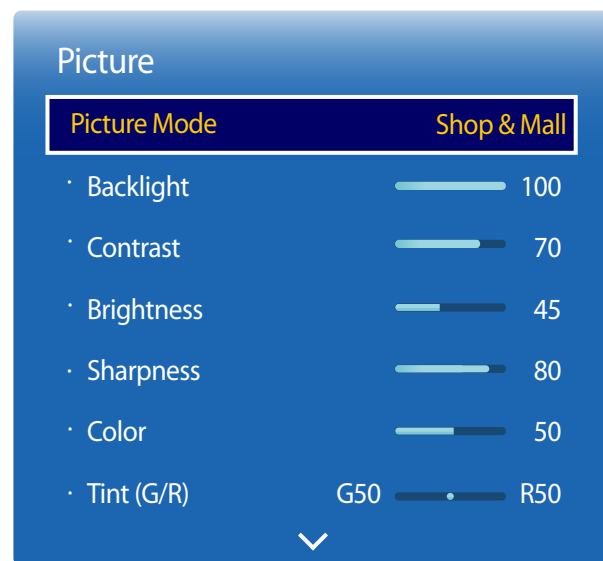 Picture
Picture Mode Shop & Mall
· Backlight 100
· Contrast 70
· Brightness 45
· Sharpness 80
· Color 50
· Tint (G/R) G50 R50